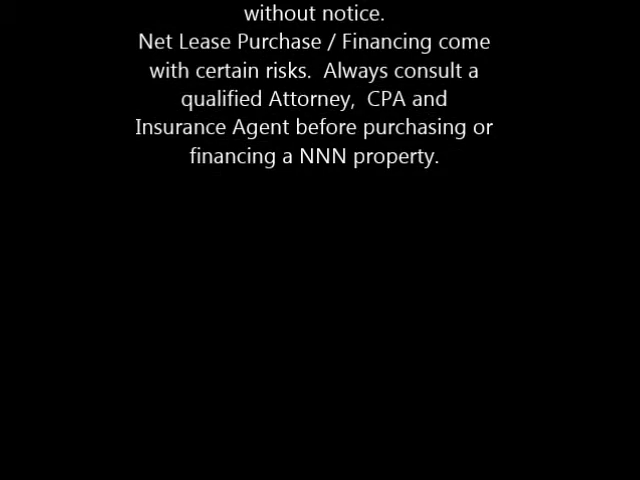 without notice.
Net Lease Purchase / Financing come
with certain risks.  Always consult a
qualified Attorney,  CPA and
Insurance Agent before purchasing or
financing a NNN property.